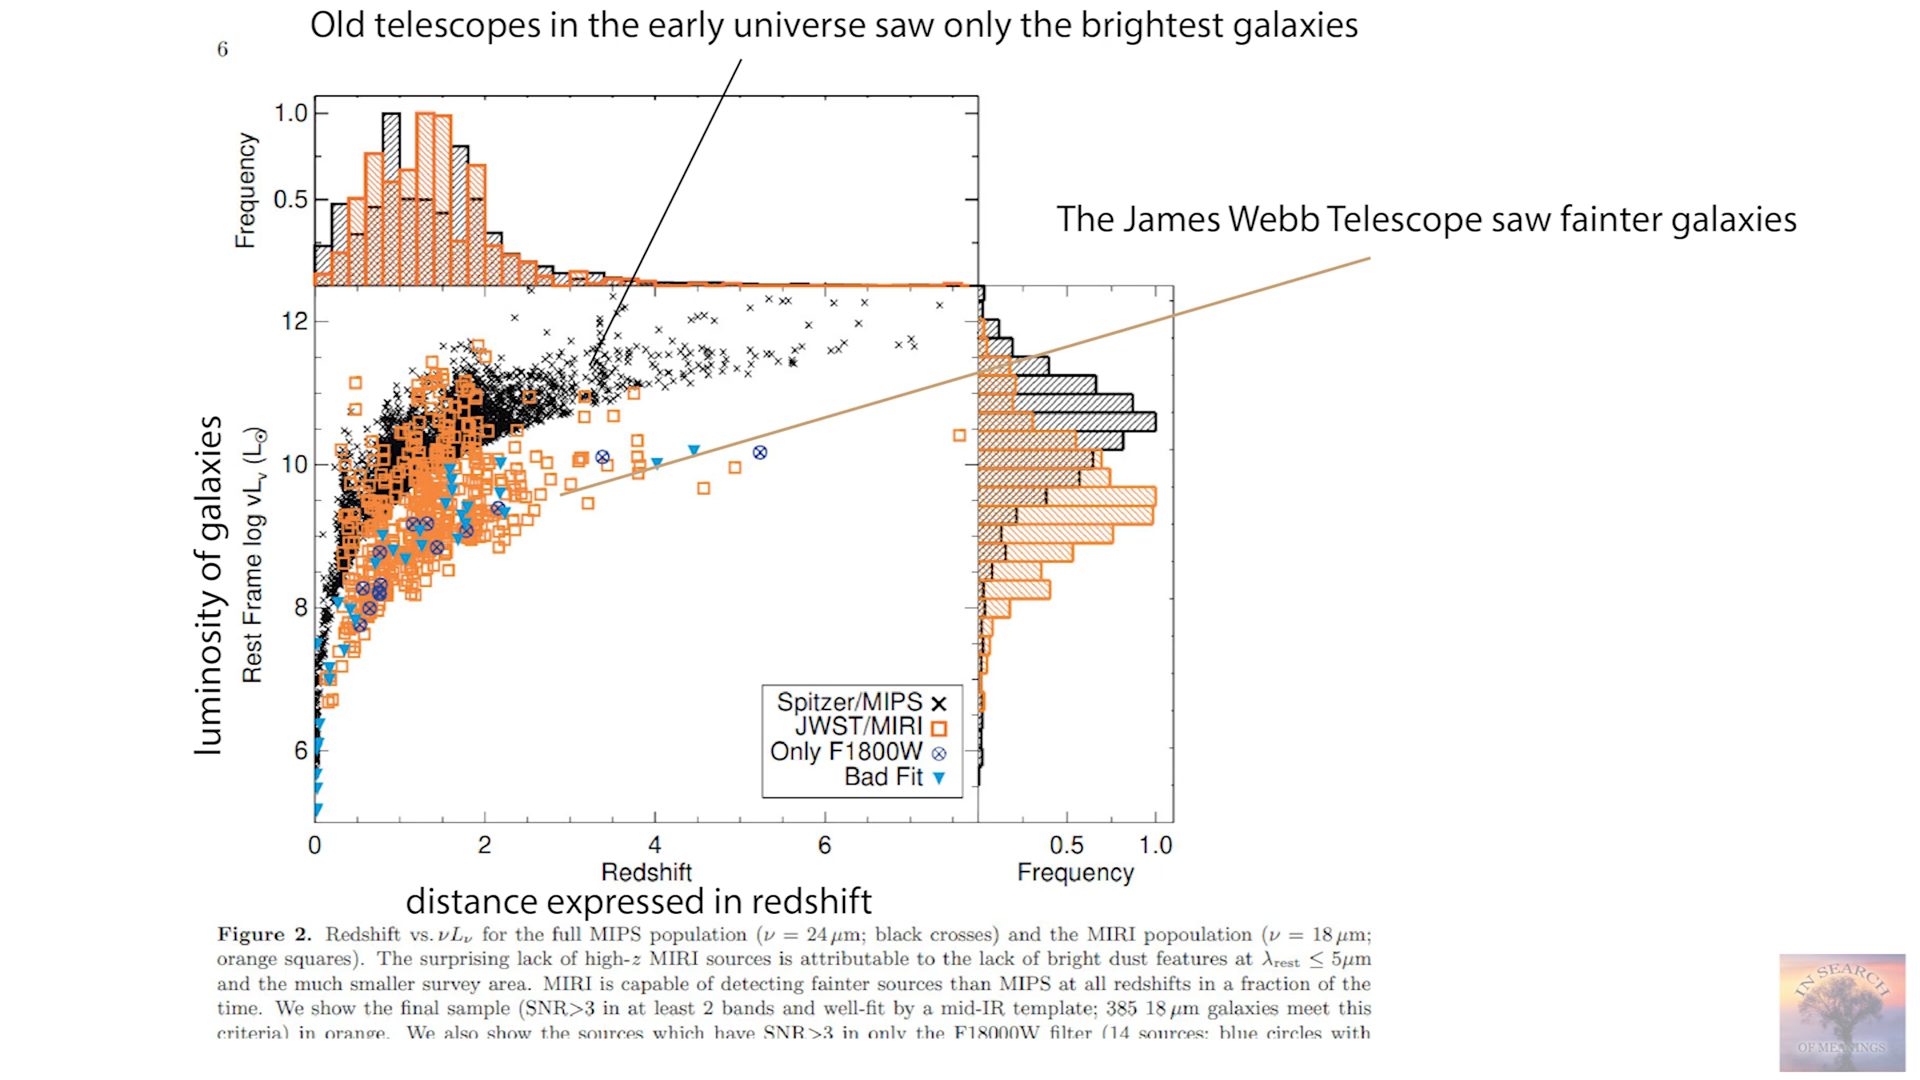 Old telescopes in the early universe saw only the brightest galaxies
6
1.0
0.5
Frequency
The James Webb Telescope saw fainter galaxies
12
10
8
6
luminosity of galaxies
Rest Frame log νLν (L⊙)
Spitzer/MIPS
JWST/MIRI
Only F1800W
Bad Fit
0 2 4 6
0.5 1.0
Redshift
Frequency
distance expressed in redshift
Figure 2. Redshift vs. νLν for the full MIPS population (ν = 24 μm; black crosses) and the MIRI popoulation (ν = 18 μm;
orange squares). The surprising lack of high-z MIRI sources is attributable to the lack of bright dust features at λrest ≤ 5μm
and the much smaller survey area. MIRI is capable of detecting fainter sources than MIPS at all redshifts in a fraction of the
time. We show the final sample (SNR>3 in at least 2 bands and well-fit by a mid-IR template; 385 18 μm galaxies meet this
criteria) in orange. We also show the sources which have SNR>3 in only the F18000W filter (14 sources; blue circles with
IN SEARCH
OF MEANINGS